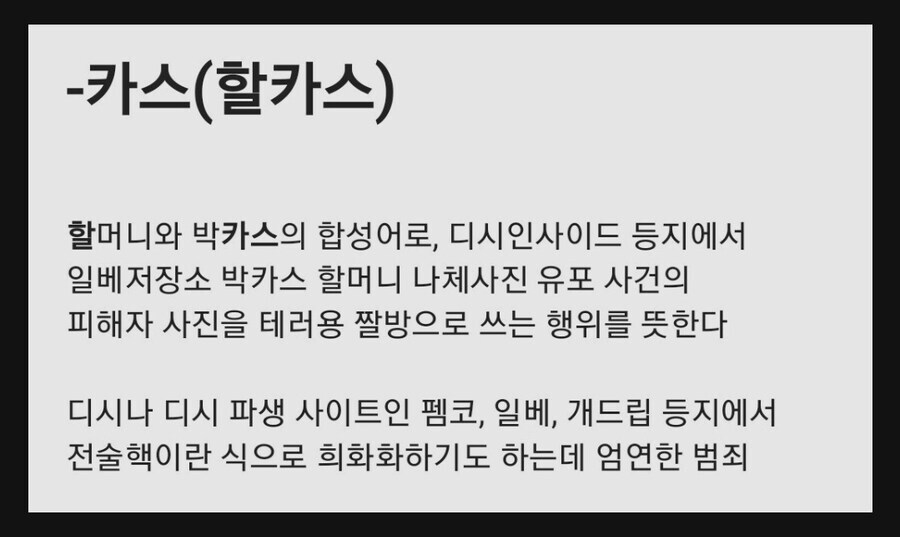 -카스(할카스)
할머니와 박카스의 합성어로, 디시인사이드 등지에서
일베저장소 박카스 할머니 나체사진 유포 사건의
피해자 사진을 테러용 짤방으로 쓰는 행위를 뜻한다
디시나 디시 파생 사이트인 펨코, 일베, 개드립 등지에서
전술핵이란 식으로 희화화하기도 하는데 엄연한 범죄